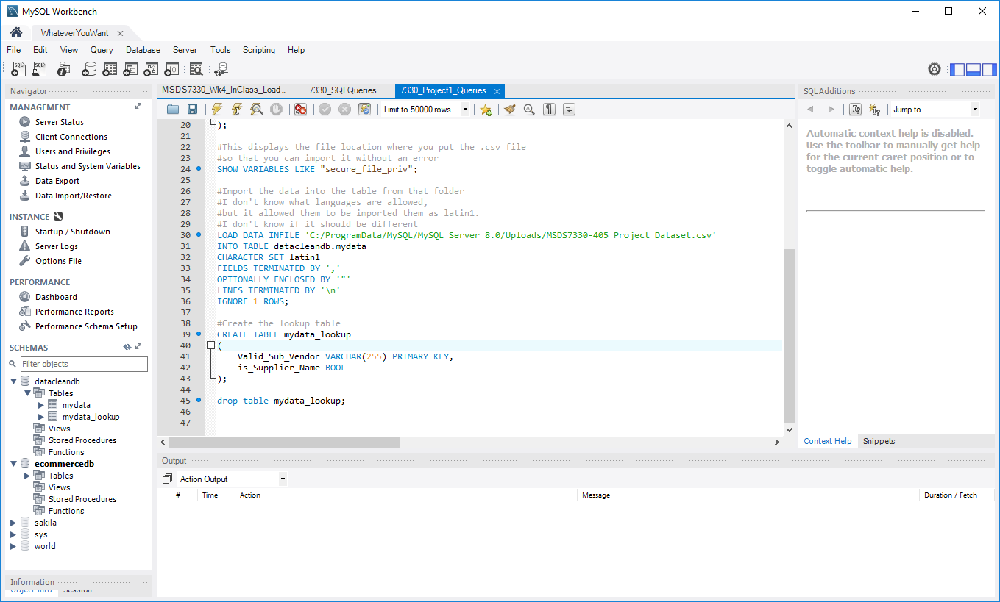 MySQL Workbench
WhateverYouWant
File Edit View Query Database Server Tools Scripting Help
Navigator
MANAGEMENT
Server Status
Client Connections
Users and Privileges
Status and System Variables
Data Export
Data Import/Restore
INSTANCE
Startup / Shutdown
Server Logs
Options File
PERFORMANCE
Dashboard
Performance Reports
Performance Schema Setup
SCHEMAS
Filter objects
datacleandb
Tables
mydata
mydata_lookup
Views
Stored Procedures
Functions
ecommercedb
Tables
Views
Stored Procedures
Functions
sakila
sys
world
Information
Object Info Session
MSDS7330_Wk4_InClass_Load... 7330_SQLQueries 7330_Project1_Queries
Limit to 50000 rows
20 );
21
22 #This displays the file location where you put the .csv file
23 #so that you can import it without an error
24 SHOW VARIABLES LIKE "secure_file_priv";
25
26 #Import the data into the table from that folder
27 #I don't know what languages are allowed,
28 #but it allowed them to be imported them as latin1.
29 #I don't know if it should be different
30 LOAD DATA INFILE 'C:/ProgramData/MySQL/MySQL Server 8.0/Uploads/MSDS7330-405 Project Dataset.csv'
31 INTO TABLE datacleandb.mydata
32 CHARACTER SET latin1
33 FIELDS TERMINATED BY ','
34 OPTIONALLY ENCLOSED BY '"'
35 LINES TERMINATED BY '\n'
36 IGNORE 1 ROWS;
37
38 #Create the lookup table
39 CREATE TABLE mydata_lookup
40 (
41 Valid_Sub_Vendor VARCHAR(255) PRIMARY KEY,
42 is_Supplier_Name BOOL
43 );
44
45 drop table mydata_lookup;
46
47
Output
Action Output
# Time Action Message Duration / Fetch
SQLAdditions
Jump to
Automatic context help is disabled.
Use the toolbar to manually get help
for the current caret position or to
toggle automatic help.
Context Help Snippets